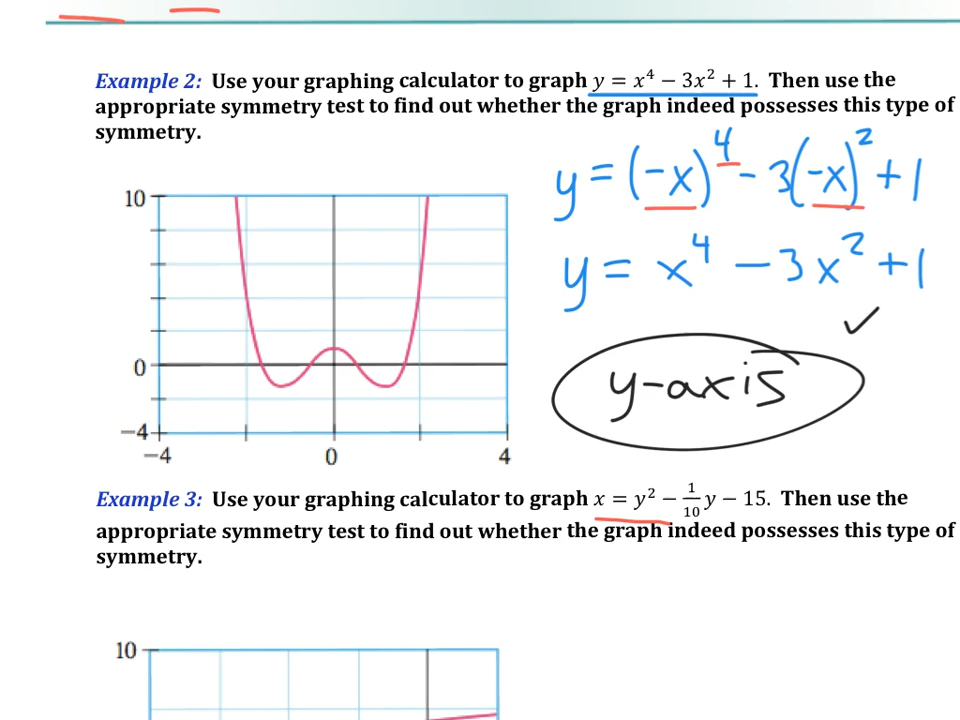 Example 2: Use your graphing calculator to graph y = x⁴ − 3x² + 1. Then use the
appropriate symmetry test to find out whether the graph indeed possesses this type of
symmetry.
y = (-x)⁴ - 3(-x)² + 1
y = x⁴ - 3x² + 1
✓
y-axis
10
0
−4
−4 0 4
Example 3: Use your graphing calculator to graph x = y² − 1/10 y − 15. Then use the
appropriate symmetry test to find out whether the graph indeed possesses this type of
symmetry.
10